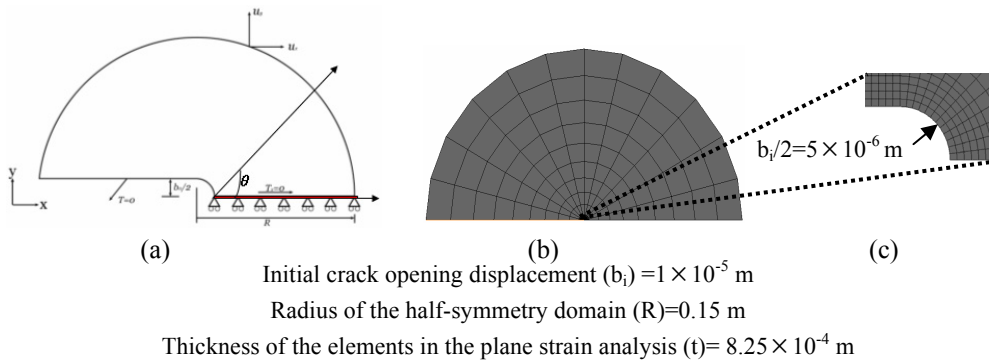 u_y
u_x
y
x
b_i/2
T=0
θ
T_x=0
R
b_i/2=5×10^-6 m
(a)
(b)
(c)
Initial crack opening displacement (b_i) =1×10^-5 m
Radius of the half-symmetry domain (R)=0.15 m
Thickness of the elements in the plane strain analysis (t)= 8.25×10^-4 m